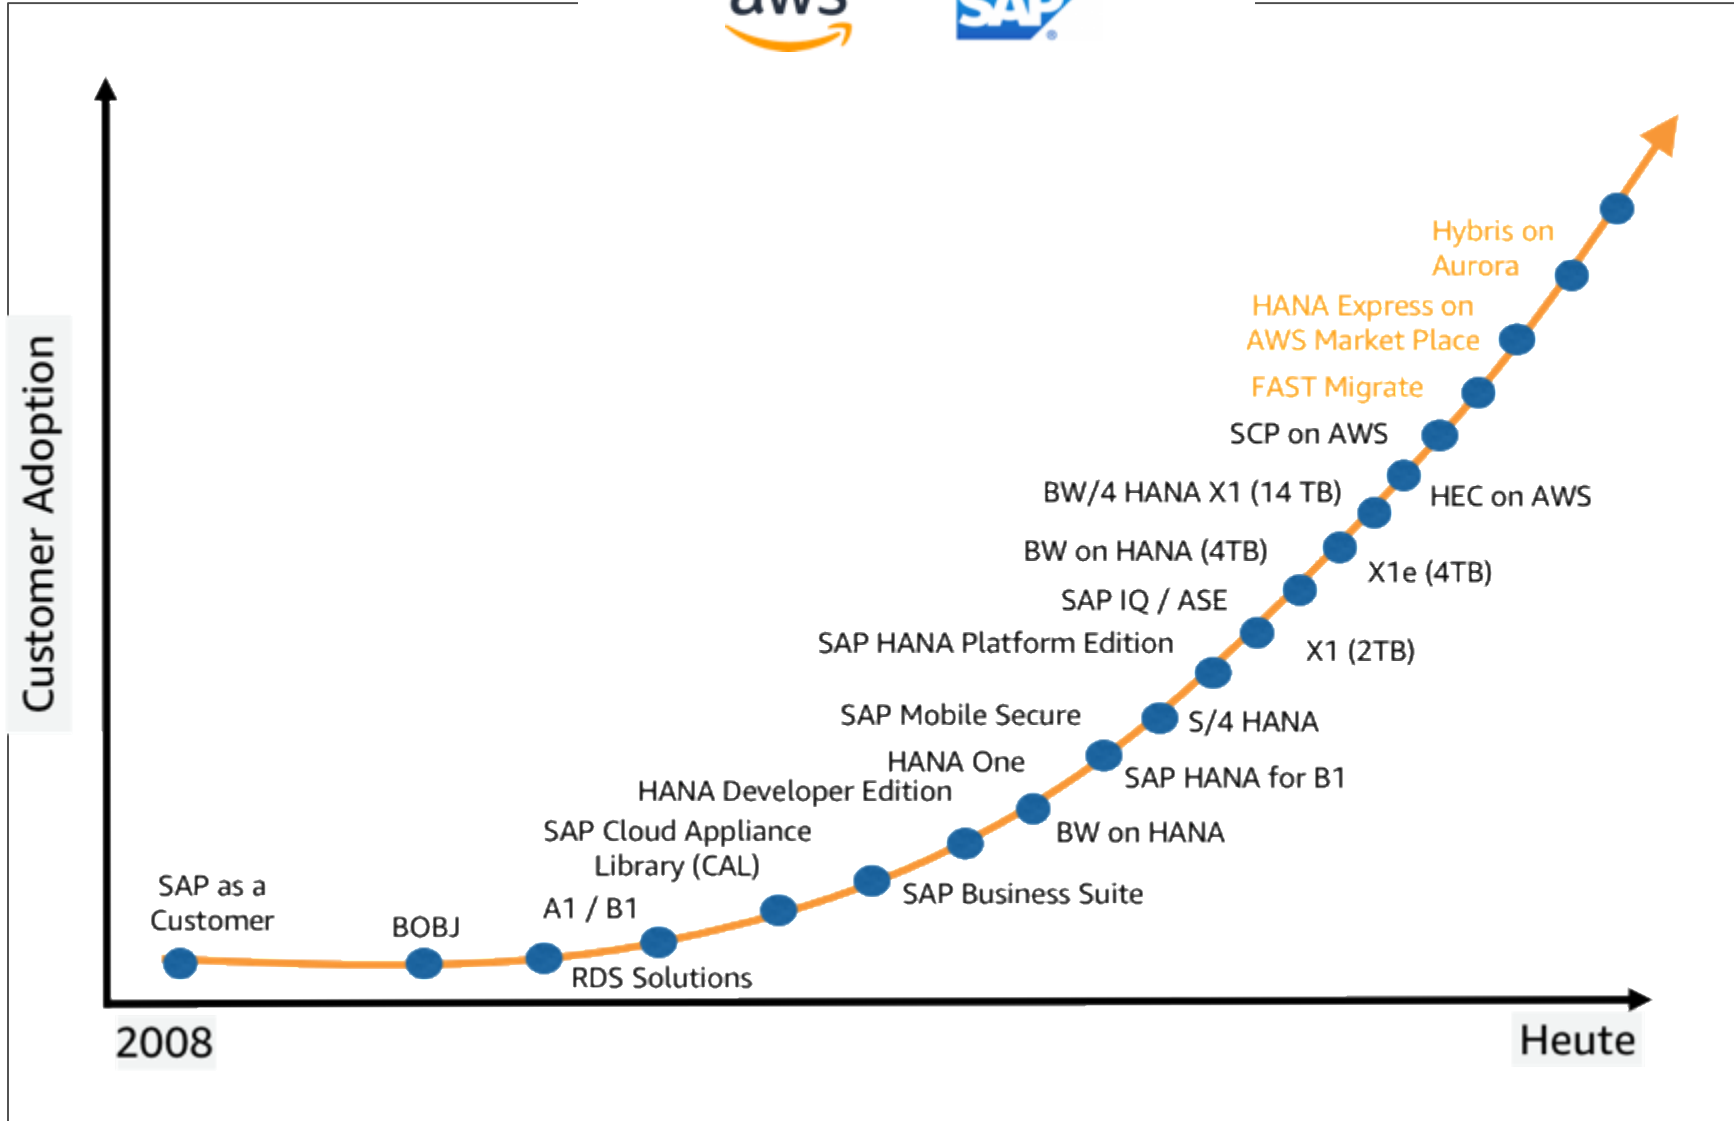 aws
SAP
®
Customer Adoption
Hybris on
Aurora
HANA Express on
AWS Market Place
FAST Migrate
SCP on AWS
BW/4 HANA X1 (14 TB)
HEC on AWS
BW on HANA (4TB)
X1e (4TB)
SAP IQ / ASE
SAP HANA Platform Edition
X1 (2TB)
SAP Mobile Secure
S/4 HANA
HANA One
SAP HANA for B1
HANA Developer Edition
SAP Cloud Appliance
Library (CAL)
BW on HANA
SAP as a
Customer
SAP Business Suite
A1 / B1
BOBJ
RDS Solutions
2008
Heute